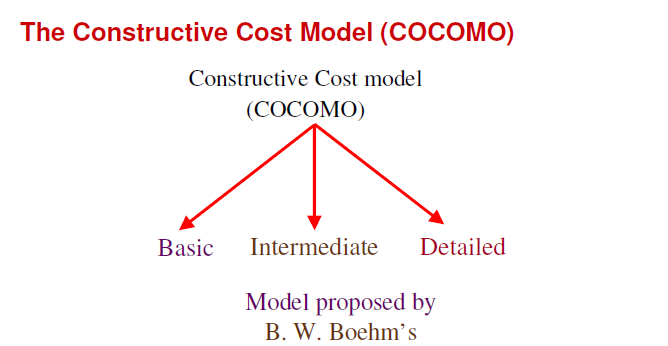 The Constructive Cost Model (COCOMO)
Constructive Cost model
(COCOMO)
Basic Intermediate Detailed
Model proposed by
B. W. Boehm's